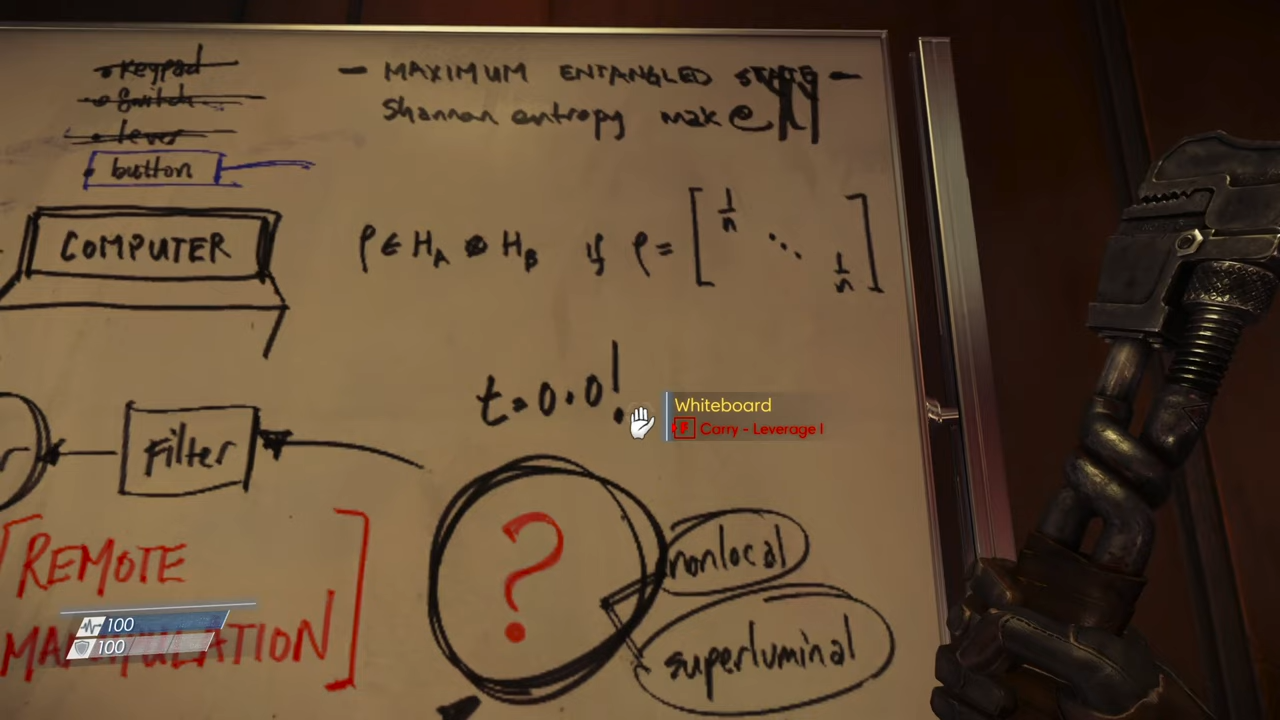 keypad
switch
lever
button
COMPUTER
- MAXIMUM ENTANGLED STATE -
Shannon entropy max
ρ ∈ H_A ⊗ H_B if ρ = [ 1/n ⋱ 1/n ]
t=0.0!
Whiteboard
Carry - Leverage I
Filter
?
nonlocal
superluminal
[REMOTE
MANIPULATION]
100
100